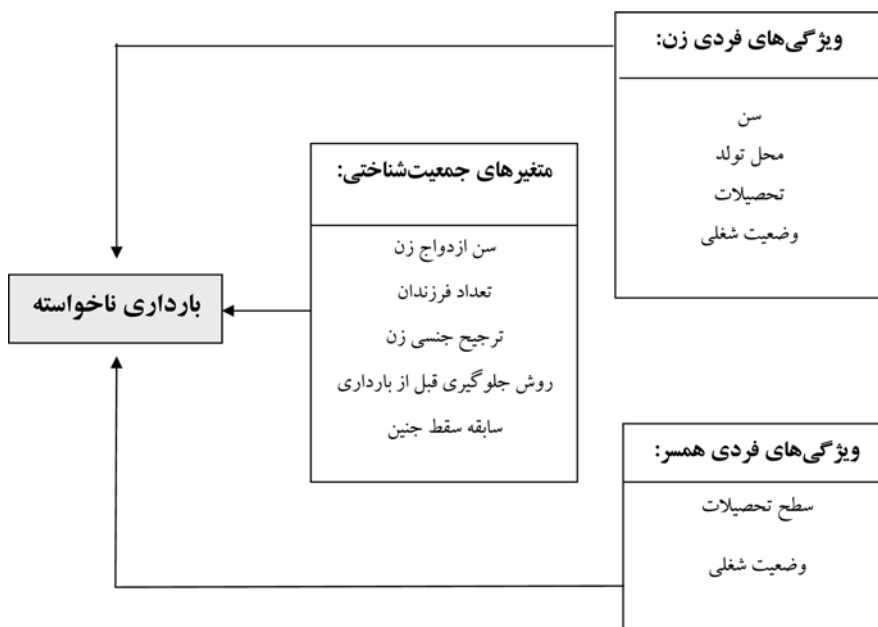 ویژگی‌های فردی زن:
سن
محل تولد
تحصیلات
وضعیت شغلی
متغیرهای جمعیت‌شناختی:
سن ازدواج زن
تعداد فرزندان
ترجیح جنسی زن
روش جلوگیری قبل از بارداری
سابقه سقط جنین
بارداری ناخواسته
ویژگی‌های فردی همسر:
سطح تحصیلات
وضعیت شغلی